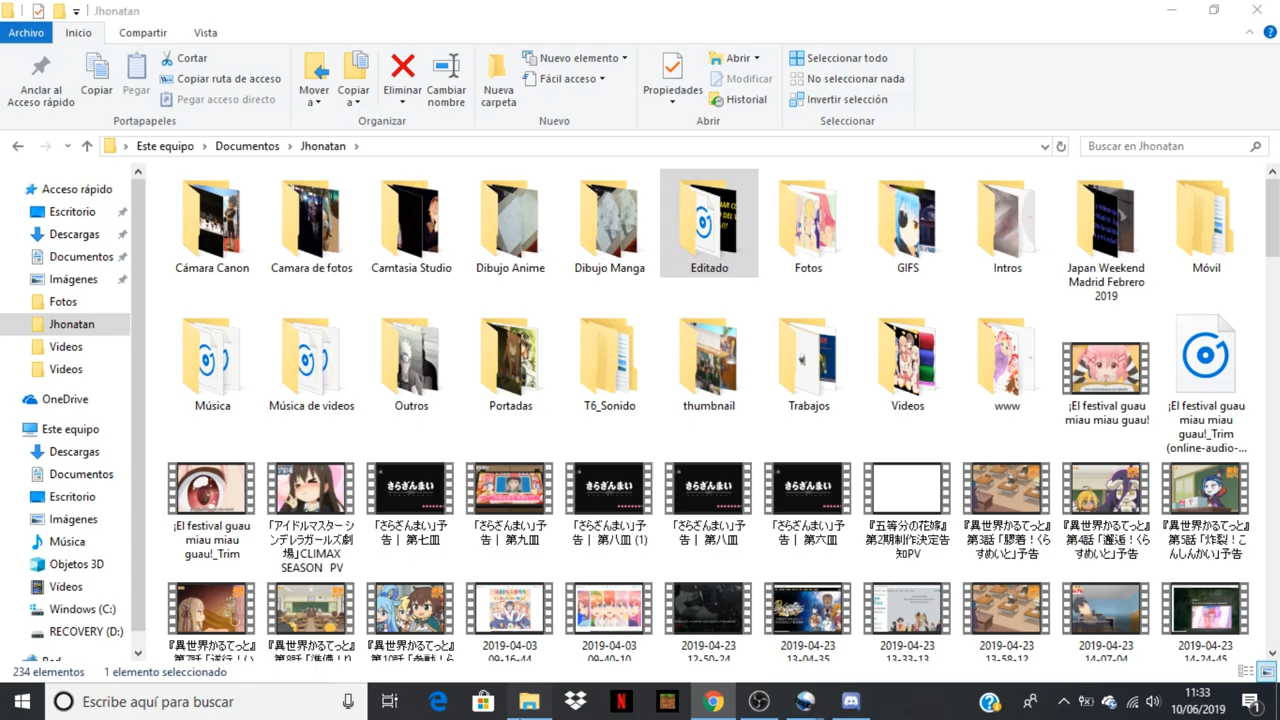 Jhonatan
Archivo
Inicio
Compartir
Vista
Anclar al
Acceso rápido
Copiar
Pegar
Cortar
Copiar ruta de acceso
Pegar acceso directo
Portapapeles
Mover
a
Copiar
a
Eliminar
Cambiar
nombre
Organizar
Nueva
carpeta
Nuevo elemento
Fácil acceso
Nuevo
Propiedades
Abrir
Modificar
Historial
Abrir
Seleccionar todo
No seleccionar nada
Invertir selección
Seleccionar
Este equipo
Documentos
Jhonatan
Buscar en Jhonatan
Acceso rápido
Escritorio
Descargas
Documentos
Imágenes
Fotos
Jhonatan
Videos
Videos
OneDrive
Este equipo
Descargas
Documentos
Escritorio
Imágenes
Música
Objetos 3D
Vídeos
Windows (C:)
RECOVERY (D:)
Cámara Canon
Camara de fotos
Camtasia Studio
Dibujo Anime
Dibujo Manga
Editado
Fotos
GIFS
Intros
Japan Weekend
Madrid Febrero
2019
Móvil
Música
Música de videos
Outros
Portadas
T6_Sonido
thumbnail
Trabajos
Videos
www
¡El festival guau
miau miau guau!
¡El festival guau
miau miau
guau!_Trim
(online-audio-...
¡El festival guau
miau miau
guau!_Trim
「アイドルマスター シ
ンデレラガールズ劇
場」CLIMAX
SEASON PV
「さらざんまい」予
告｜ 第七皿
「さらざんまい」予
告｜ 第九皿
「さらざんまい」予
告｜ 第八皿 (1)
「さらざんまい」予
告｜ 第八皿
「さらざんまい」予
告｜ 第六皿
『五等分の花嫁』
第2期制作決定告
知PV
『異世界かるてっと』
第3話「膠着！くら
すめいと」予告
『異世界かるてっと』
第4話「邂逅！くら
すめいと」予告
『異世界かるてっと』
第5話「炸裂！こ
んしんかい」予告
『異世界かるてっと』
『異世界かるてっと』
『異世界かるてっと』
2019-04-03
09-16-44
2019-04-03
09-40-10
2019-04-23
12-50-24
2019-04-23
13-04-35
2019-04-23
13-33-13
2019-04-23
13-58-12
2019-04-23
14-07-04
2019-04-23
14-24-45
234 elementos
1 elemento seleccionado
Escribe aquí para buscar
11:33
10/06/2019